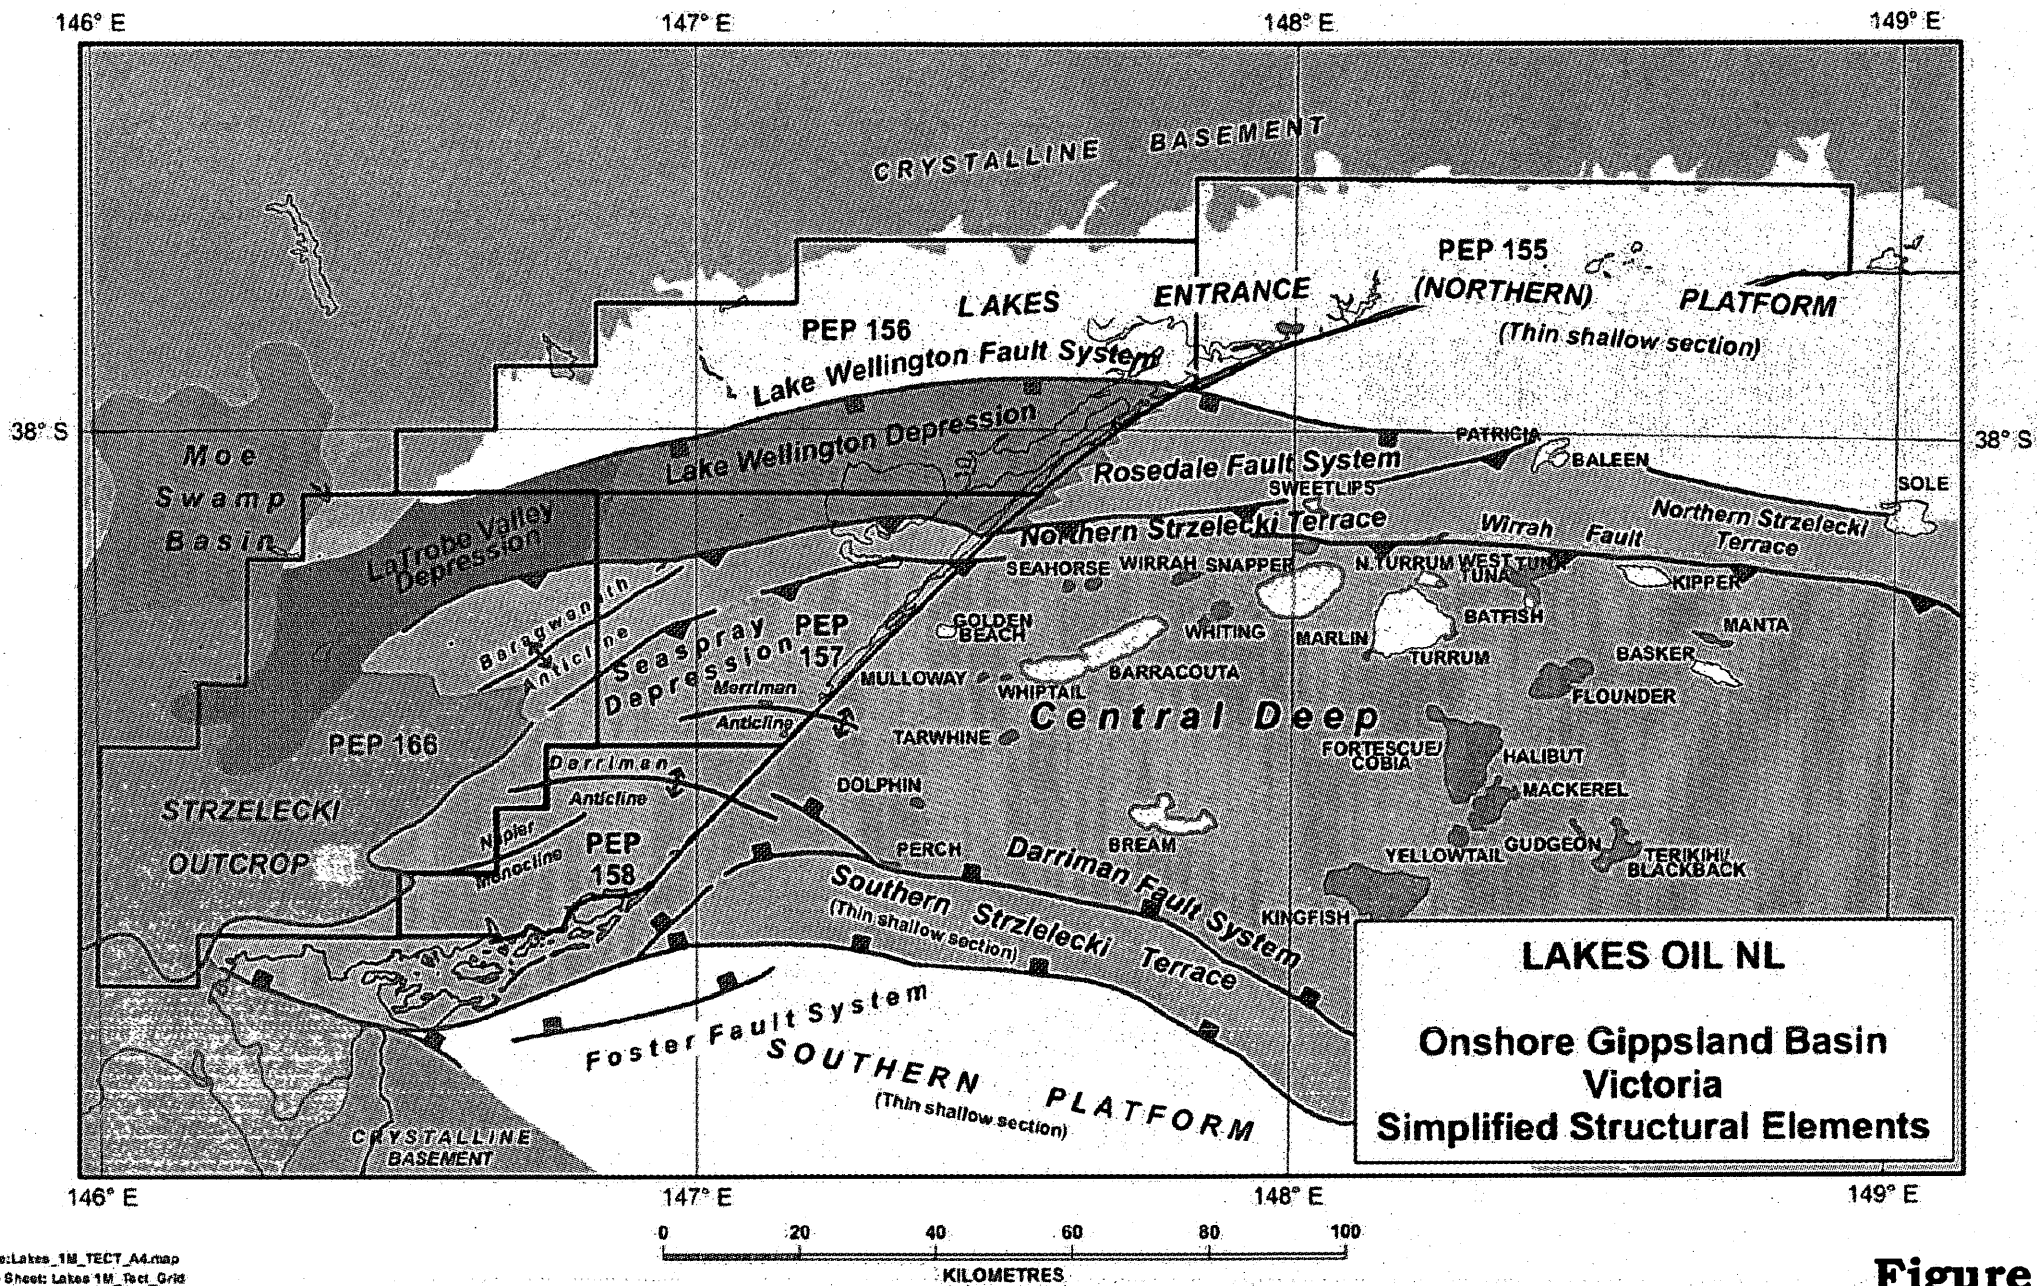 146° E 147° E 148° E 149° E
CRYSTALLINE BASEMENT
PEP 155
LAKES ENTRANCE (NORTHERN) PLATFORM
(Thin shallow section)
PEP 156
Lake Wellington Fault System
38° S
38° S
Lake Wellington Depression
Moe
Swamp
Basin
PATRICIA
BALEEN
Rosedale Fault System
SWEETLIPS
SOLE
LaTrobe Valley
Depression
Northern Strzelecki Terrace
Wirrah Fault
Northern Strzelecki
Terrace
SEAHORSE WIRRAH SNAPPER
N.TURRUM WEST TUNA
TUNA
KIPPER
Baragwanath
Anticline
Seaspray
Depression
PEP
157
GOLDEN
BEACH
WHITING
MARLIN
BATFISH
TURRUM
MANTA
BASKER
MULLOWAY
WHIPTAIL
BARRACOUTA
FLOUNDER
Merriman
Anticline
Central Deep
TARWHINE
PEP 166
FORTESCUE/
COBIA
HALIBUT
Darriman
Anticline
DOLPHIN
MACKEREL
STRZELECKI
OUTCROP
Napier
Monocline
PEP
158
PERCH
BREAM
YELLOWTAIL
GUDGEON
TERIKIHI/
BLACKBACK
Darriman Fault System
KINGFISH
Southern Strzlelecki Terrace
(Thin shallow section)
Foster Fault System
SOUTHERN PLATFORM
(Thin shallow section)
CRYSTALLINE
BASEMENT
LAKES OIL NL
Onshore Gippsland Basin
Victoria
Simplified Structural Elements
146° E 147° E 148° E 149° E
0 20 40 60 80 100
KILOMETRES
e:Lakes_1M_TECT_A4.map
Sheet: Lakes 1M_Tect_Grid
Figure